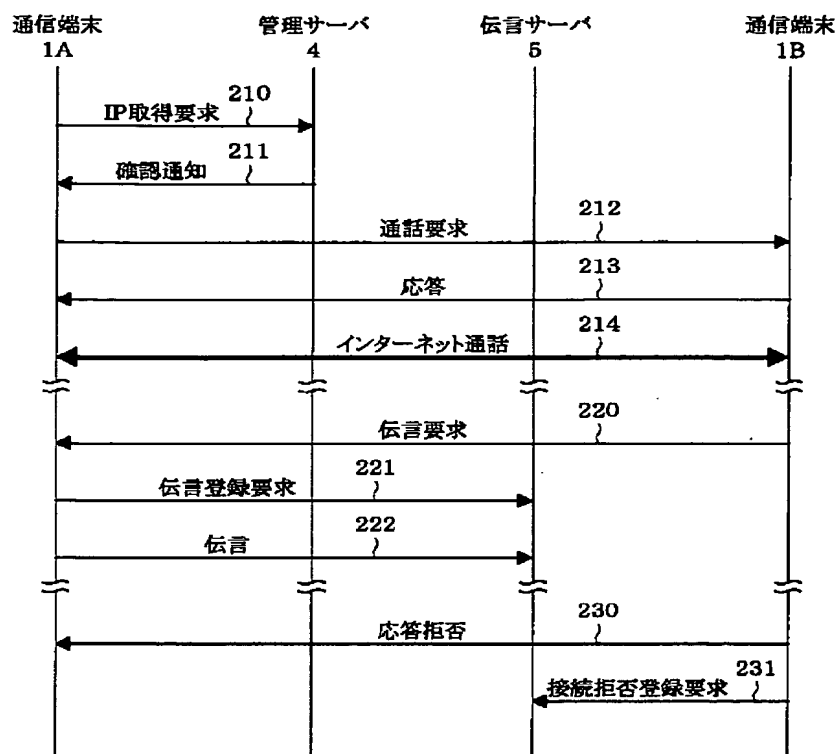 通信端末 管理サーバ 伝言サーバ 通信端末
1A 4 5 1B
210
IP取得要求
211
確認通知
212
通話要求
213
応答
214
インターネット通話
220
伝言要求
221
伝言登録要求
222
伝言
230
応答拒否
231
接続拒否登録要求